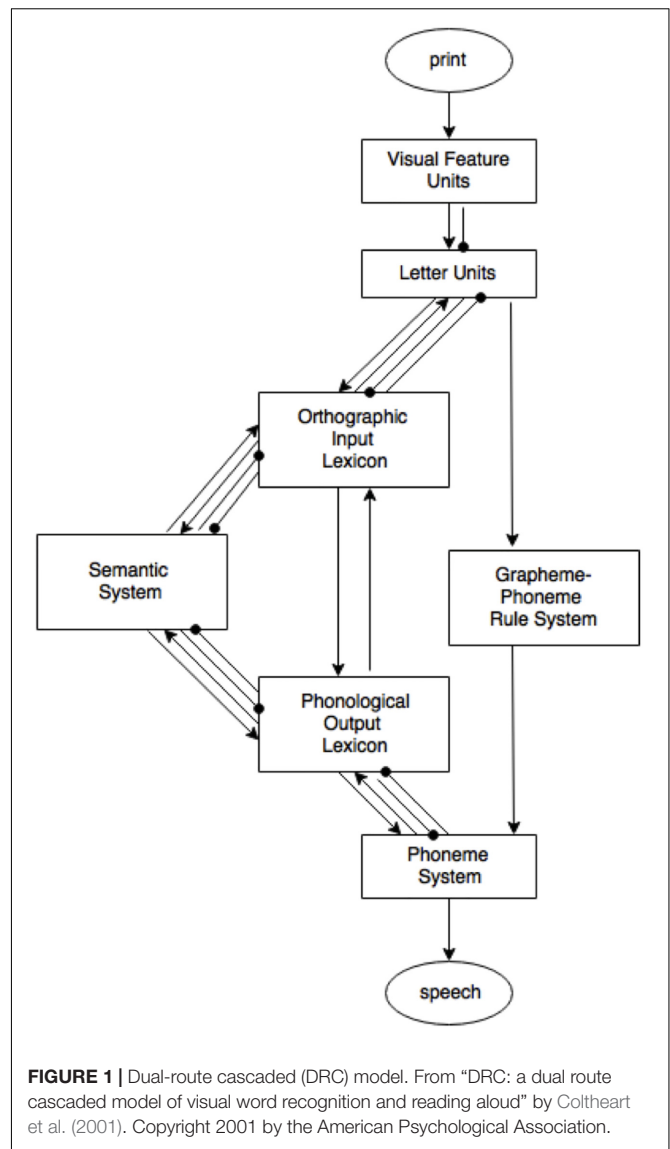 print
Visual Feature
Units
Letter Units
Orthographic
Input
Lexicon
Semantic
System
Grapheme-
Phoneme
Rule System
Phonological
Output
Lexicon
Phoneme
System
speech
FIGURE 1 | Dual-route cascaded (DRC) model. From “DRC: a dual route
cascaded model of visual word recognition and reading aloud” by Coltheart
et al. (2001). Copyright 2001 by the American Psychological Association.